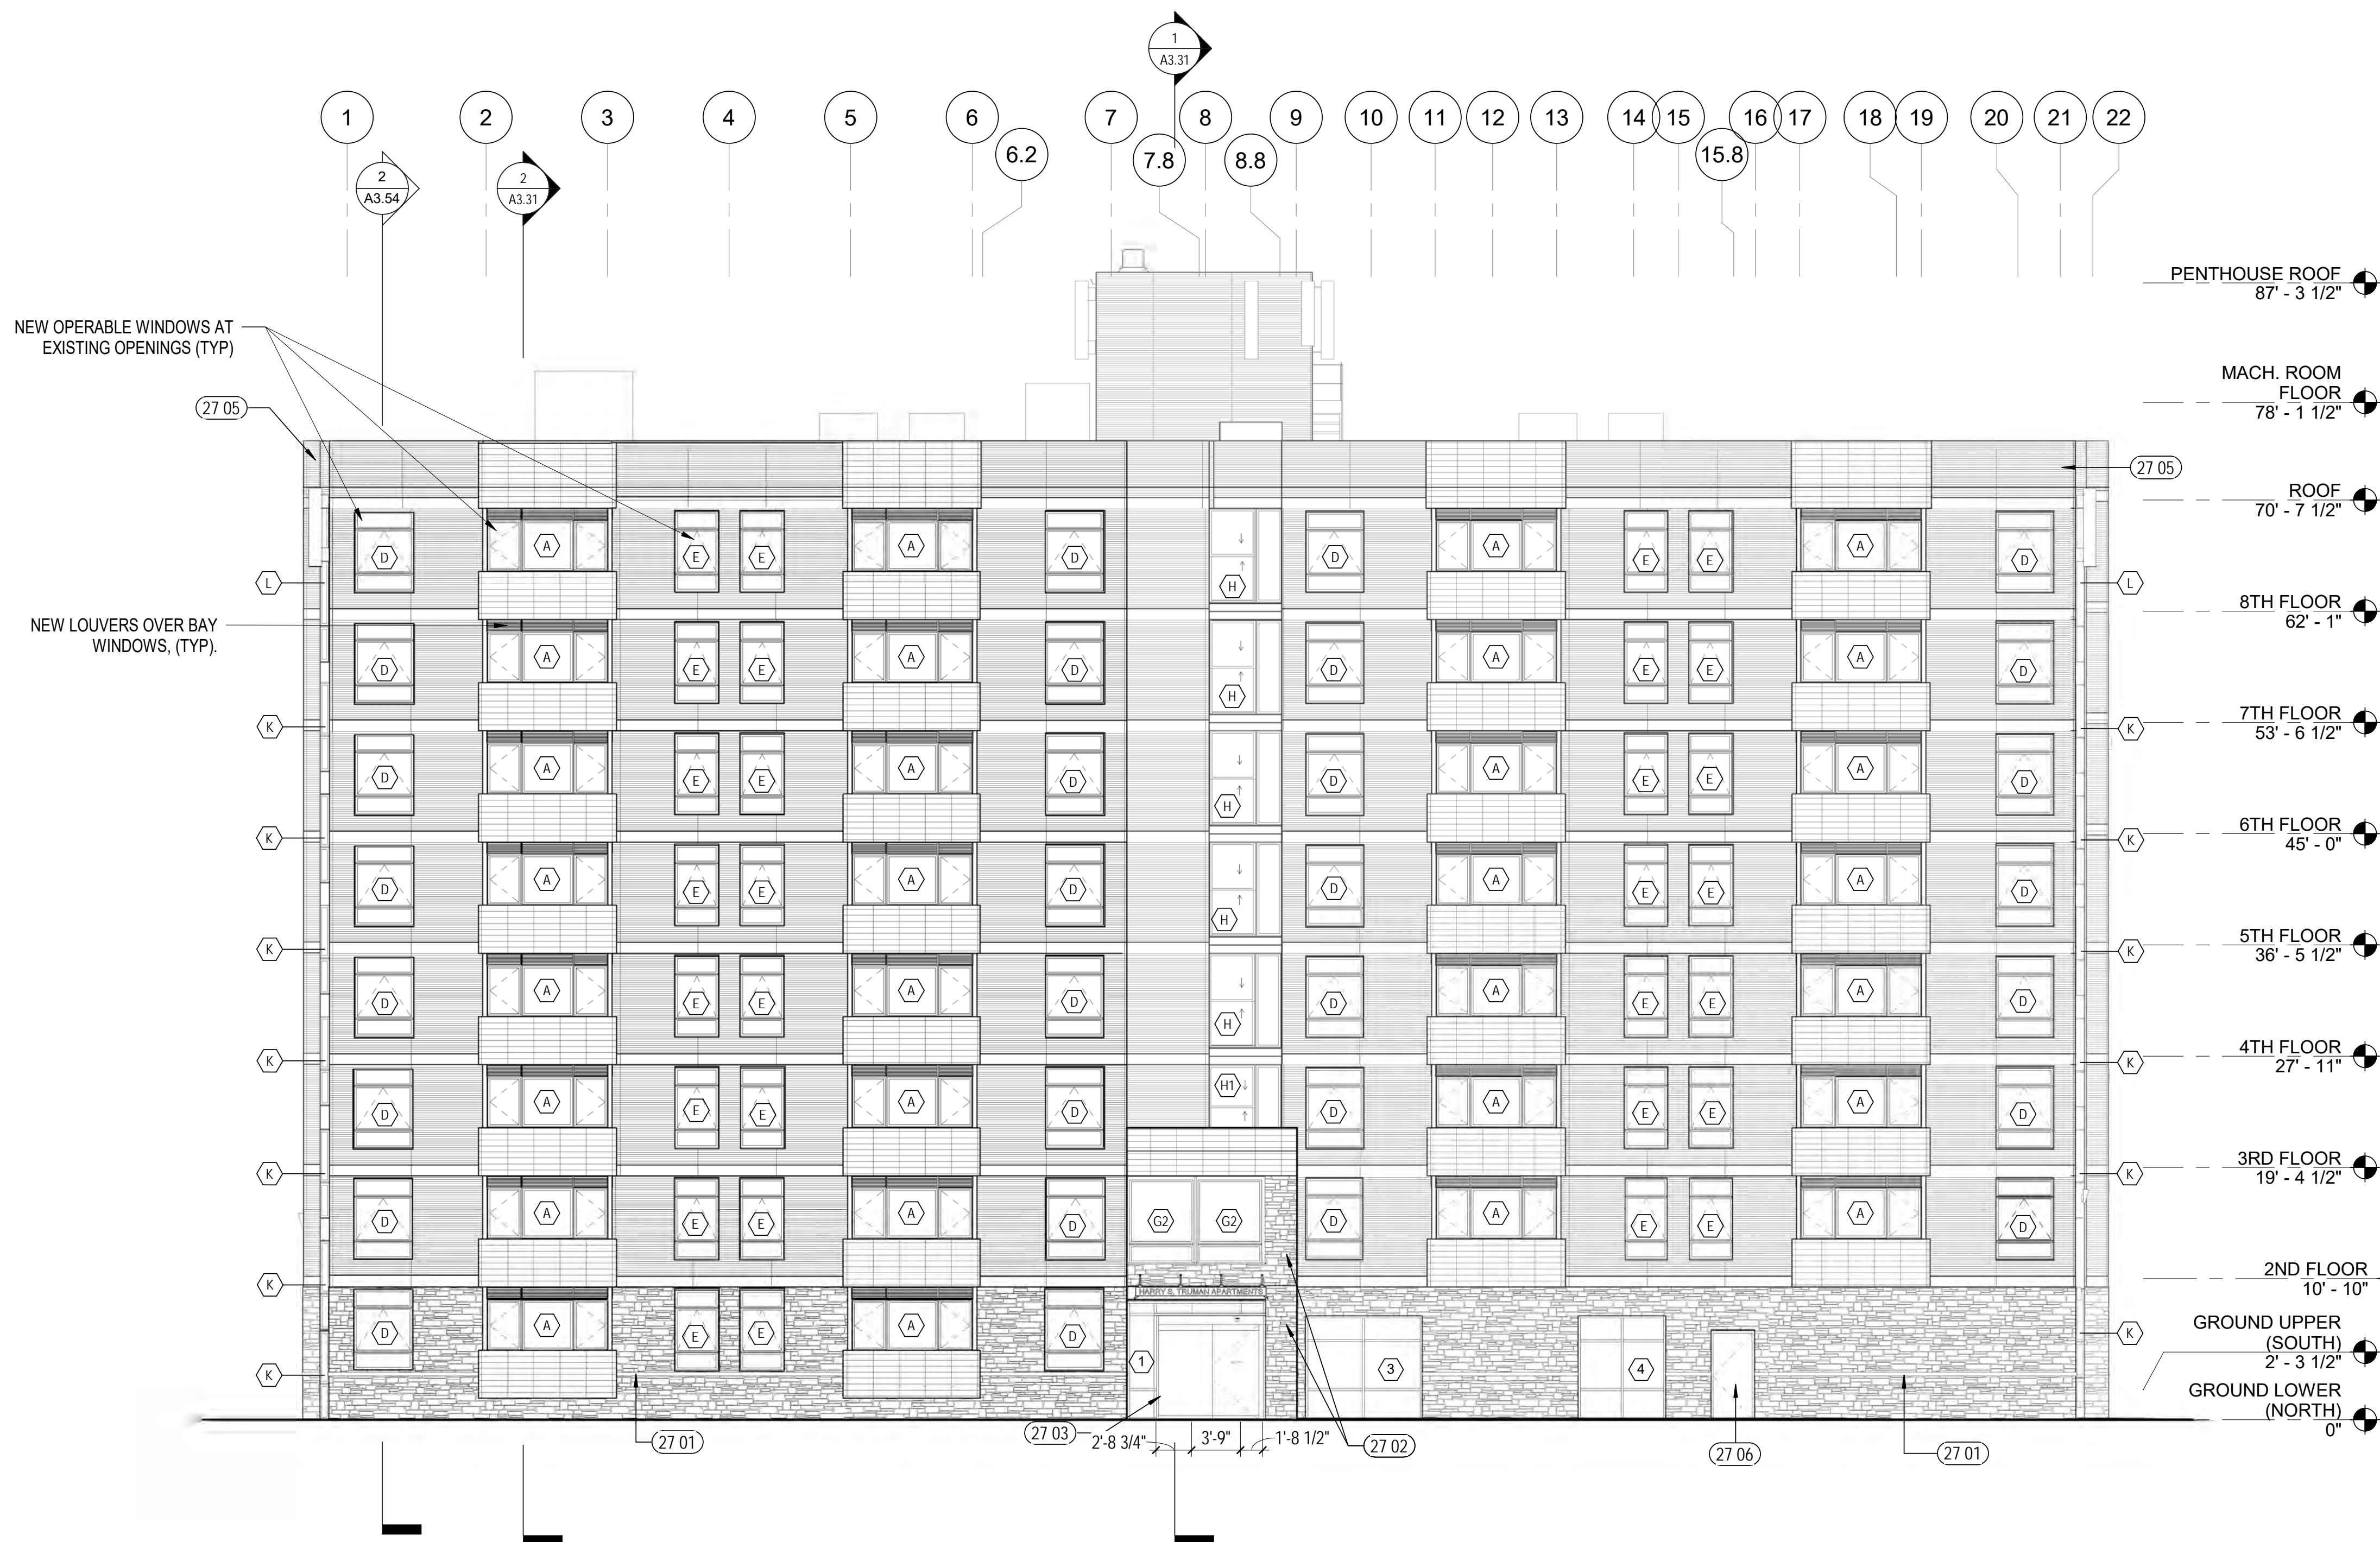 1
A3.31
1 2 3 4 5 6 7 8 9 10 11 12 13 14 15 16 17 18 19 20 21 22
6.2 7.8 8.8 15.8
2
A3.54
2
A3.31
PENTHOUSE ROOF
87' - 3 1/2"
NEW OPERABLE WINDOWS AT
EXISTING OPENINGS (TYP)
MACH. ROOM
FLOOR
78' - 1 1/2"
27 05
27 05
ROOF
70' - 7 1/2"
D A E E A D H D A E E A D
L L
8TH FLOOR
62' - 1"
NEW LOUVERS OVER BAY
WINDOWS, (TYP).
D A E E A D H D A E E A D
K K
7TH FLOOR
53' - 6 1/2"
D A E E A D H D A E E A D
K K
6TH FLOOR
45' - 0"
D A E E A D H D A E E A D
K K
5TH FLOOR
36' - 5 1/2"
D A E E A D H D A E E A D
K K
4TH FLOOR
27' - 11"
D A E E A D H1 D A E E A D
K K
3RD FLOOR
19' - 4 1/2"
D A E E A D G2 G2 D A E E A D
K
2ND FLOOR
10' - 10"
HARRY S. TRUMAN APARTMENTS
D A E E A D K
GROUND UPPER
(SOUTH)
2' - 3 1/2"
K 1 3 4
GROUND LOWER
(NORTH)
0"
27 01 27 03 2'-8 3/4" 3'-9" 1'-8 1/2" 27 02 27 06 27 01